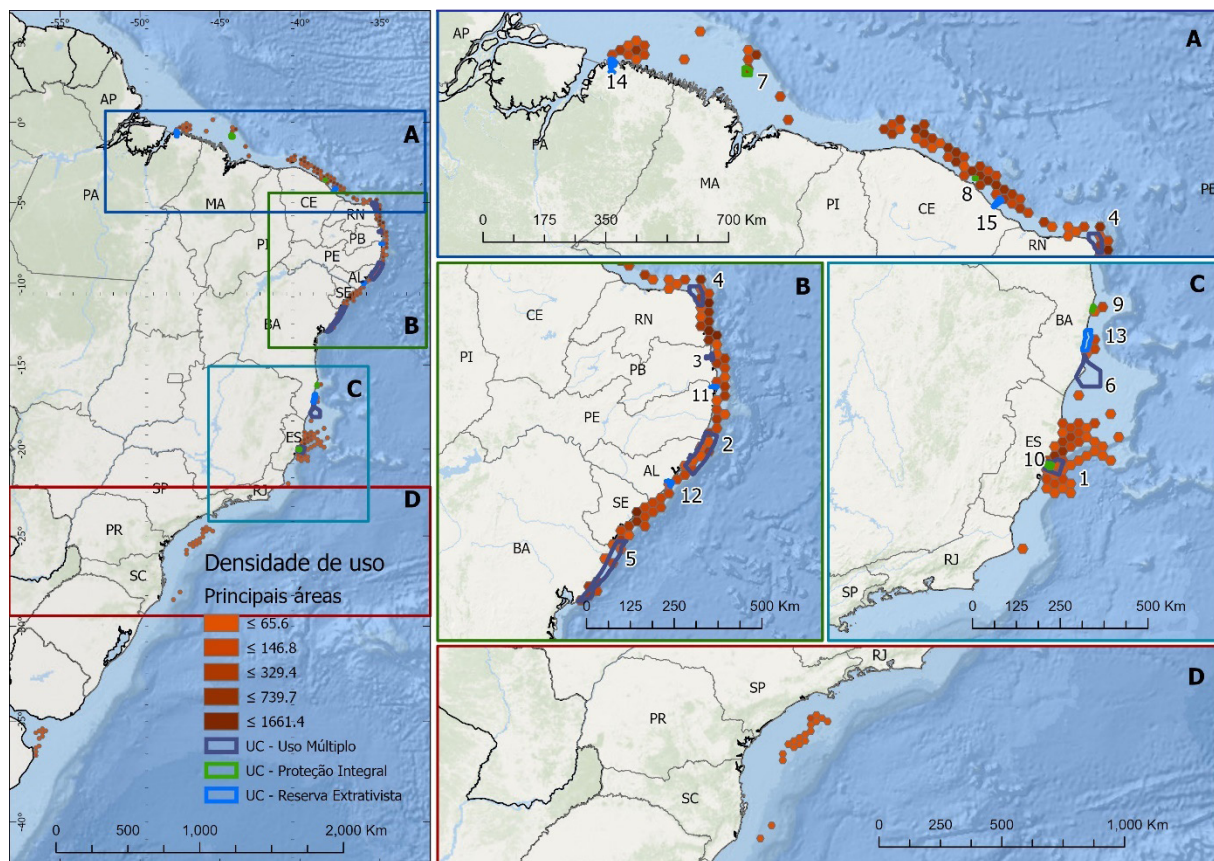 -55°
-50°
-45°
-40°
-35°
5°
0°
-5°
-10°
-15°
-20°
-25°
-30°
-35°
-40°
AP
PA
MA
CE
RN
PB
PI
PE
AL
SE
BA
ES
SP
RJ
PR
SC
A
B
C
D
Densidade de uso
Principais áreas
≤ 65.6
≤ 146.8
≤ 329.4
≤ 739.7
≤ 1661.4
UC - Uso Múltiplo
UC - Proteção Integral
UC - Reserva Extrativista
0 500 1,000 2,000 Km
A
AP
14
7
PA
MA
8
CE
15
4
PI
RN
PB
0 175 350 700 Km
B
4
CE
RN
3
PI
PB
11
PE
2
AL
12
SE
BA
5
0 125 250 500 Km
C
9
BA
13
6
ES
10
1
RJ
SP
0 125 250 500 Km
D
RJ
SP
PR
SC
0 250 500 1,000 Km